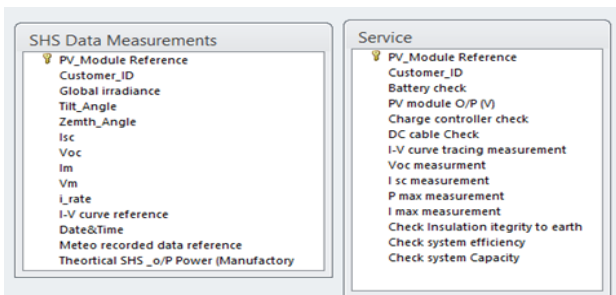 SHS Data Measurements
PV_Module Reference
Customer_ID
Global irradiance
Tilt_Angle
Zemth_Angle
Isc
Voc
Im
Vm
i_rate
I-V curve reference
Date&Time
Meteo recorded data reference
Theortical SHS _o/P Power (Manufactory
Service
PV_Module Reference
Customer_ID
Battery check
PV module O/P (V)
Charge controller check
DC cable Check
I-V curve tracing measurement
Voc measurment
I sc measurement
P max measurement
I max measurement
Check Insulation itegrity to earth
Check system efficiency
Check system Capacity